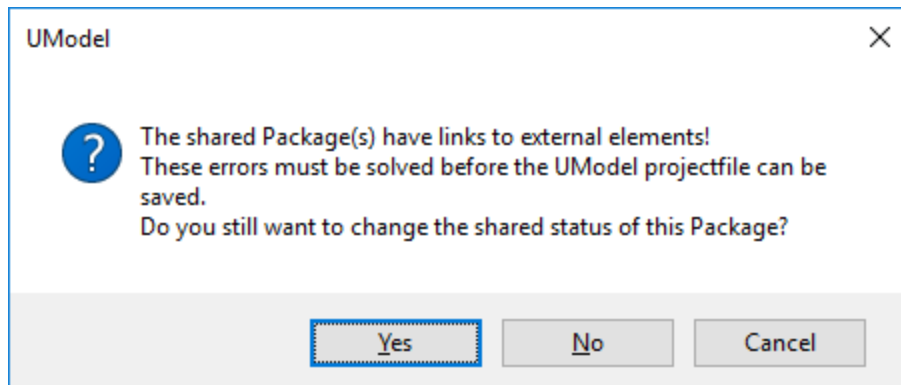 UModel
The shared Package(s) have links to external elements!
These errors must be solved before the UModel projectfile can be
saved.
Do you still want to change the shared status of this Package?
Yes
No
Cancel